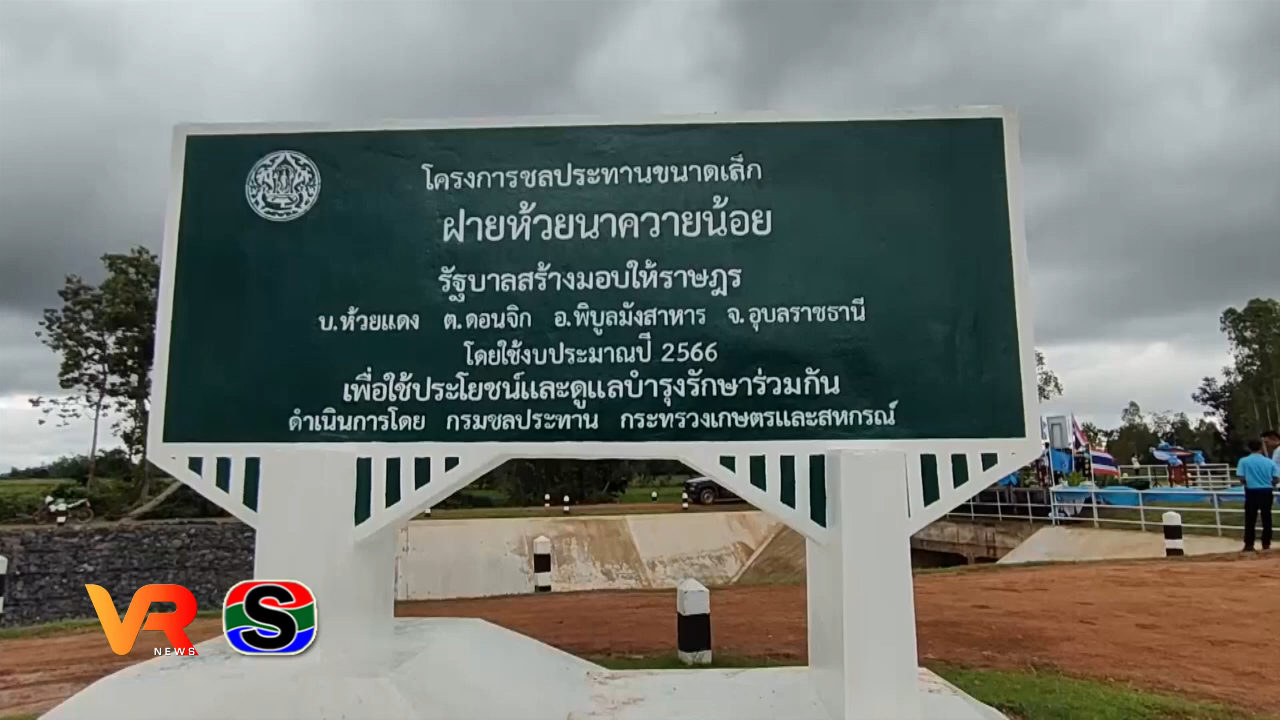 โครงการชลประทานขนาดเล็ก
ฝายห้วยนาควายน้อย
รัฐบาลสร้างมอบให้ราษฎร
บ.ห้วยแดง ต.ดอนจิก อ.พิบูลมังสาหาร จ.อุบลราชธานี
โดยใช้งบประมาณปี 2566
เพื่อใช้ประโยชน์และดูแลบำรุงรักษาร่วมกัน
ดำเนินการโดย กรมชลประทาน กระทรวงเกษตรและสหกรณ์
VR NEWS S